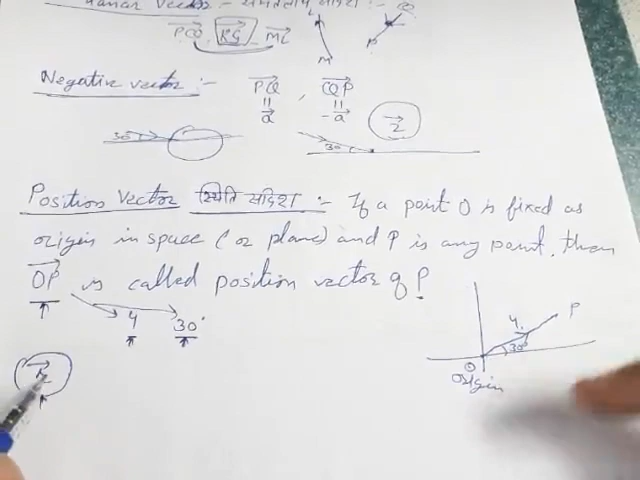 Planar Vector :- समतलीय सदिश :-
PQ, RS, ML
L
M
P
Negative vector :- PQ , QP
a -a
30°
30°
Position Vector स्थिति सदिश :- If a point O is fixed as
origin in space (or plane) and P is any point, then
OP is called position vector of P.
4 30°
4 P
30°
O
Origin